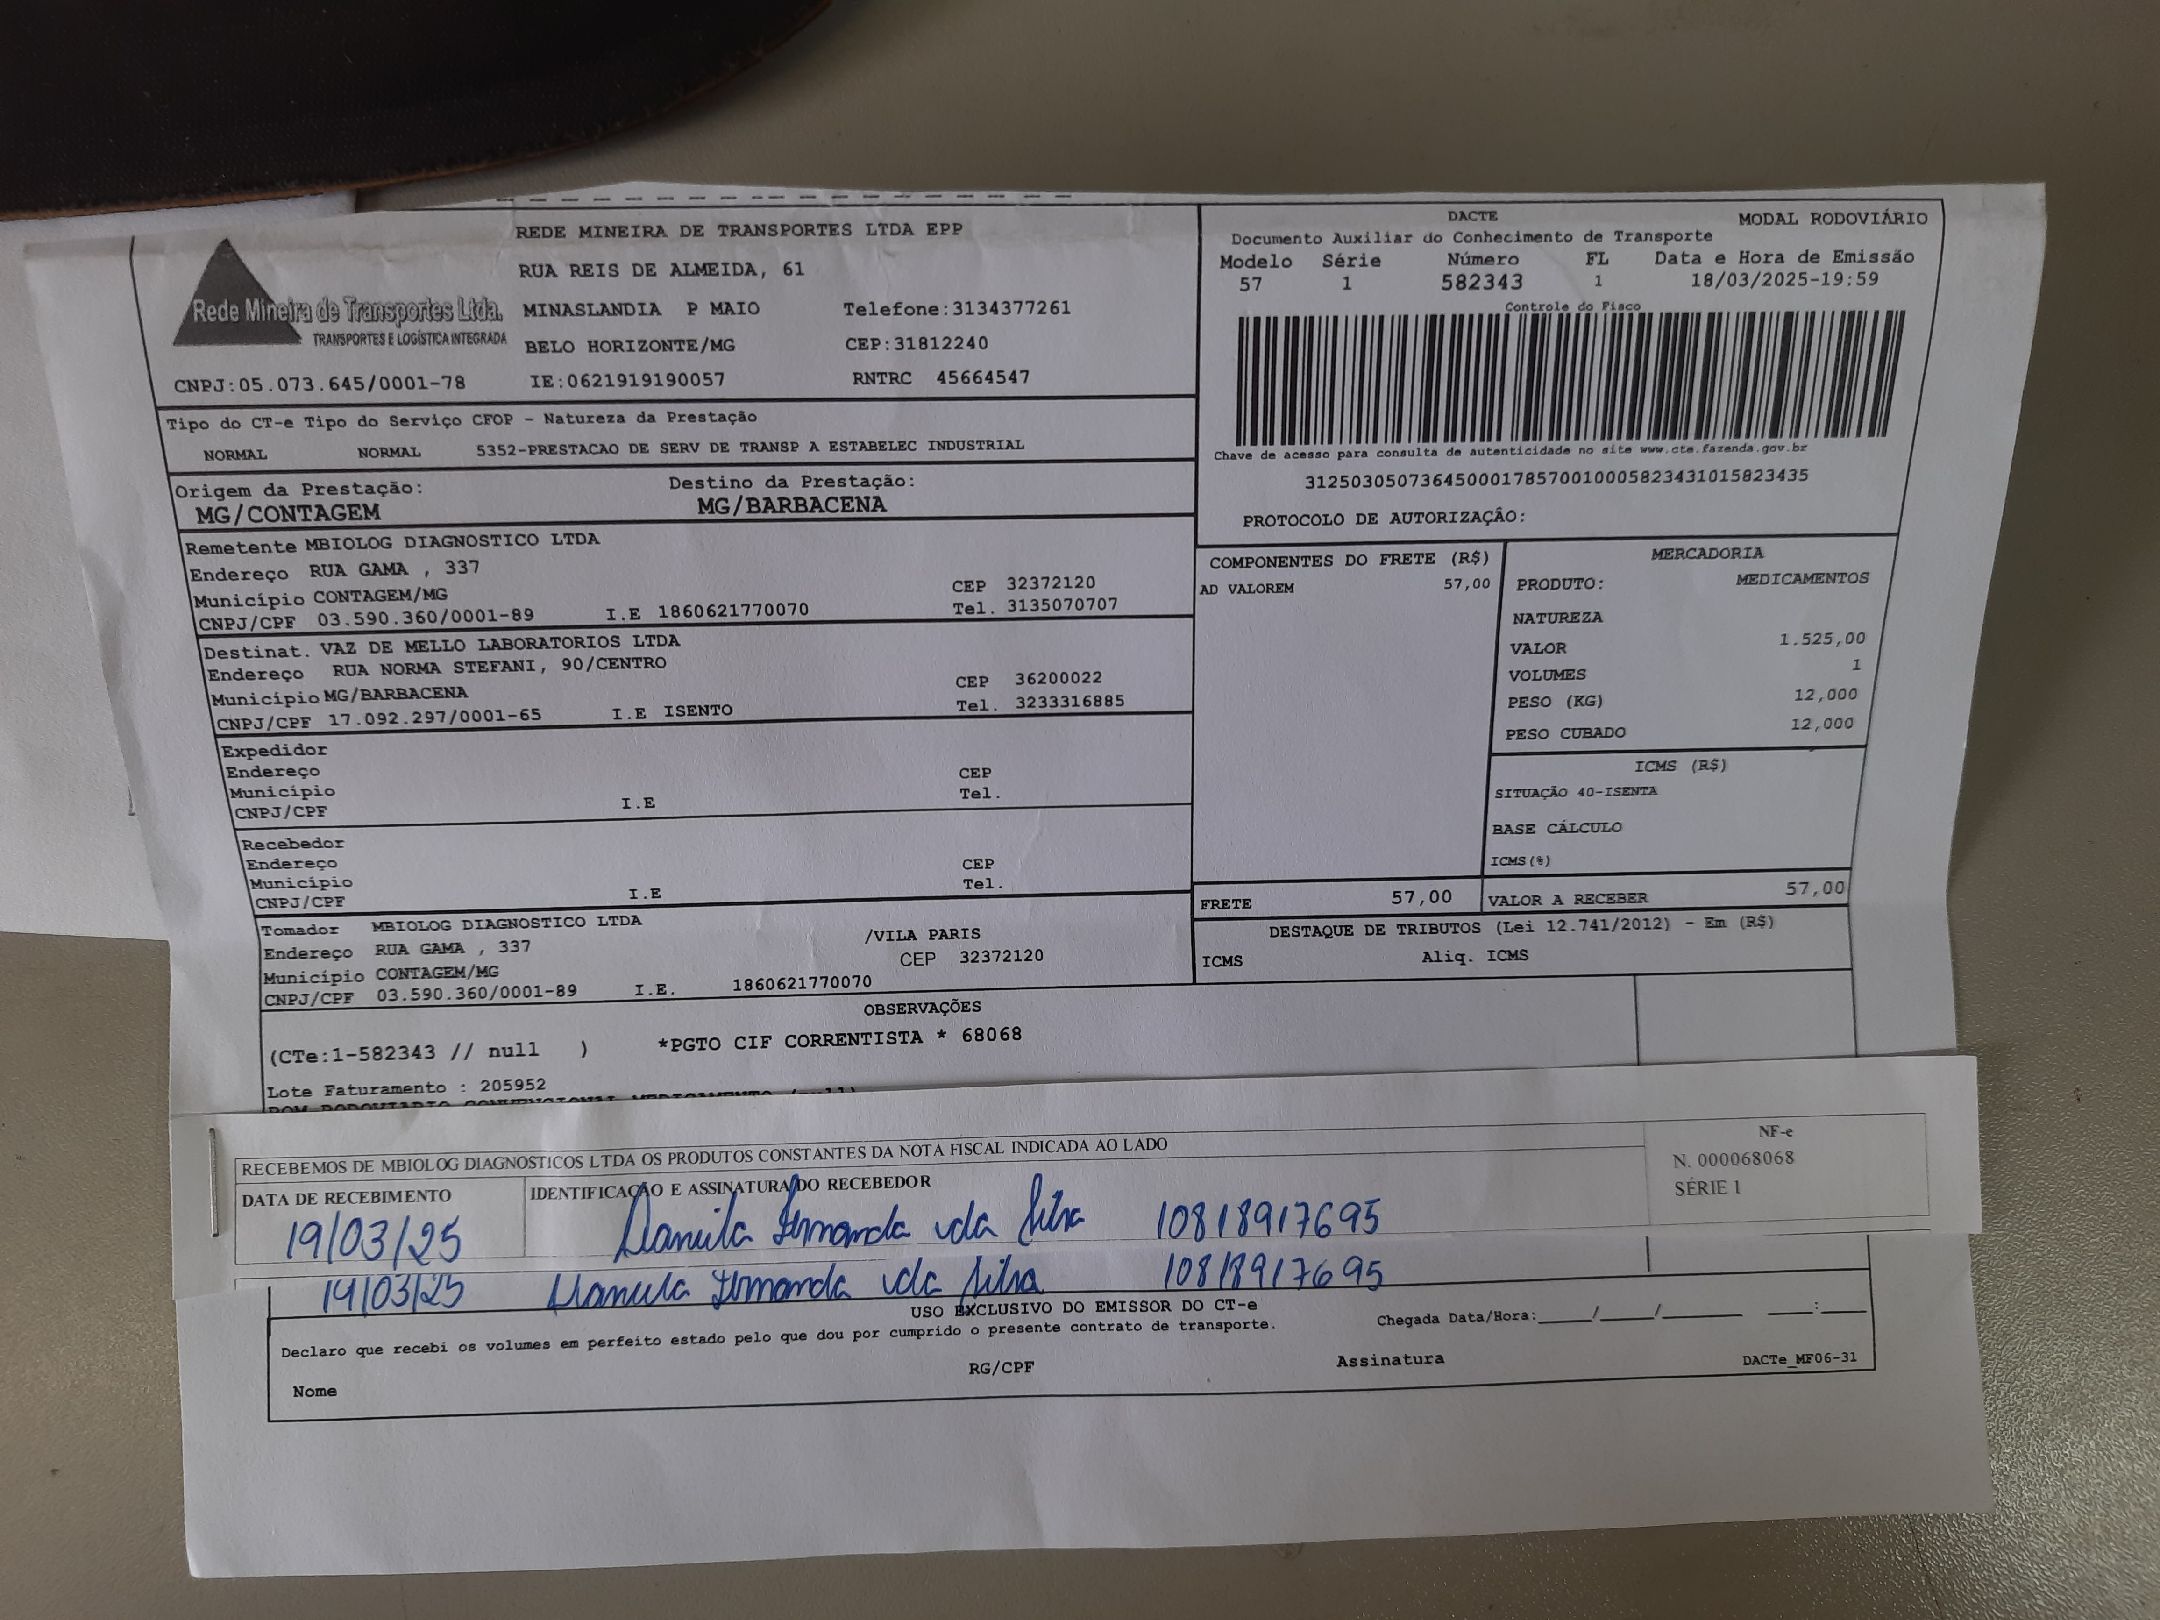 REDE MINEIRA DE TRANSPORTES LTDA EPP
RUA REIS DE ALMEIDA, 61
MINASLANDIA P MAIO Telefone:3134377261
BELO HORIZONTE/MG CEP:31812240
Rede Mineira de Transportes Ltda.
TRANSPORTES E LOGÍSTICA INTEGRADA
CNPJ:05.073.645/0001-78 IE:0621919190057 RNTRC 45664547
DACTE MODAL RODOVIÁRIO
Documento Auxiliar do Conhecimento de Transporte
Modelo Série Número FL Data e Hora de Emissão
57 1 582343 1 18/03/2025-19:59
Controle do Fisco
Chave de acesso para consulta de autenticidade no site www.cte.fazenda.gov.br
31250305073645000178570010005823431015823435
PROTOCOLO DE AUTORIZAÇÂO:
Tipo do CT-e Tipo do Serviço CFOP - Natureza da Prestação
NORMAL NORMAL 5352-PRESTACAO DE SERV DE TRANSP A ESTABELEC INDUSTRIAL
Origem da Prestação: Destino da Prestação:
MG/CONTAGEM MG/BARBACENA
Remetente MBIOLOG DIAGNOSTICO LTDA
Endereço RUA GAMA , 337
Município CONTAGEM/MG CEP 32372120
CNPJ/CPF 03.590.360/0001-89 I.E 1860621770070 Tel. 3135070707
Destinat. VAZ DE MELLO LABORATORIOS LTDA
Endereço RUA NORMA STEFANI, 90/CENTRO
Município MG/BARBACENA CEP 36200022
CNPJ/CPF 17.092.297/0001-65 I.E ISENTO Tel. 3233316885
Expedidor
Endereço CEP
Município Tel.
CNPJ/CPF I.E
Recebedor
Endereço CEP
Município Tel.
CNPJ/CPF I.E
Tomador MBIOLOG DIAGNOSTICO LTDA
Endereço RUA GAMA , 337 /VILA PARIS
Município CONTAGEM/MG CEP 32372120
CNPJ/CPF 03.590.360/0001-89 I.E. 1860621770070
COMPONENTES DO FRETE (R$)
AD VALOREM 57,00
MERCADORIA
PRODUTO: MEDICAMENTOS
NATUREZA
VALOR 1.525,00
VOLUMES 1
PESO (KG) 12,000
PESO CUBADO 12,000
ICMS (R$)
SITUAÇÃO 40-ISENTA
BASE CÁLCULO
ICMS(%)
FRETE 57,00 VALOR A RECEBER 57,00
DESTAQUE DE TRIBUTOS (Lei 12.741/2012) - Em (R$)
ICMS Aliq. ICMS
OBSERVAÇÕES
(CTe:1-582343 // null ) *PGTO CIF CORRENTISTA * 68068
Lote Faturamento : 205952
RECEBEMOS DE MBIOLOG DIAGNOSTICOS LTDA OS PRODUTOS CONSTANTES DA NOTA FISCAL INDICADA AO LADO
NF-e
N. 000068068
SÉRIE 1
DATA DE RECEBIMENTO IDENTIFICAÇÃO E ASSINATURA DO RECEBEDOR
19/03/25 Daniila Fernanda da Silva 10818917695
19/03/25 Daniila Fernanda da Silva 10818917695
USO EXCLUSIVO DO EMISSOR DO CT-e
Declaro que recebi os volumes em perfeito estado pelo que dou por cumprido o presente contrato de transporte.
Chegada Data/Hora:_____/_____/_______ ____:____
Nome RG/CPF Assinatura DACTe_MF06-31